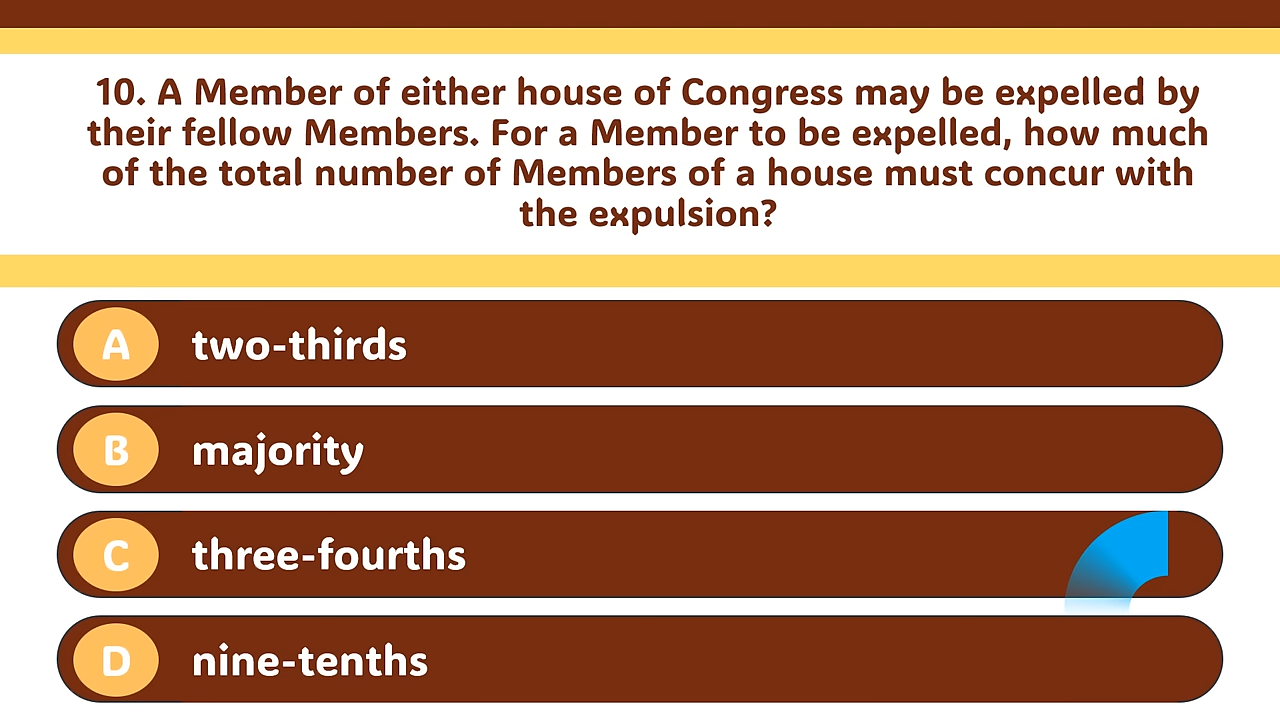 10. A Member of either house of Congress may be expelled by
their fellow Members. For a Member to be expelled, how much
of the total number of Members of a house must concur with
the expulsion?
A two-thirds
B majority
C three-fourths
D nine-tenths